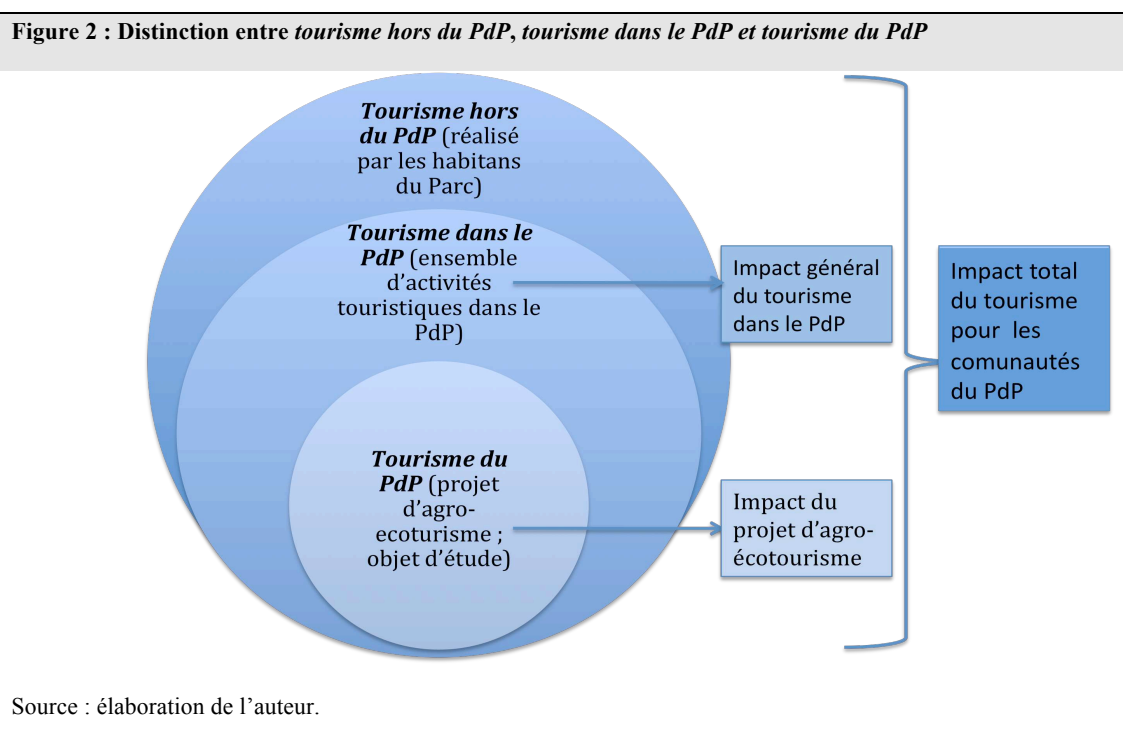 Figure 2 : Distinction entre tourisme hors du PdP, tourisme dans le PdP et tourisme du PdP
Tourisme hors
du PdP (réalisé
par les habitans
du Parc)
Tourisme dans le
PdP (ensemble
d’activités
touristiques dans le
PdP)
Tourisme du
PdP (projet
d’agro-
ecoturisme ;
objet d’étude)
Impact général
du tourisme
dans le PdP
Impact du
projet d’agro-
écotourisme
Impact total
du tourisme
pour les
comunautés
du PdP
Source : élaboration de l’auteur.